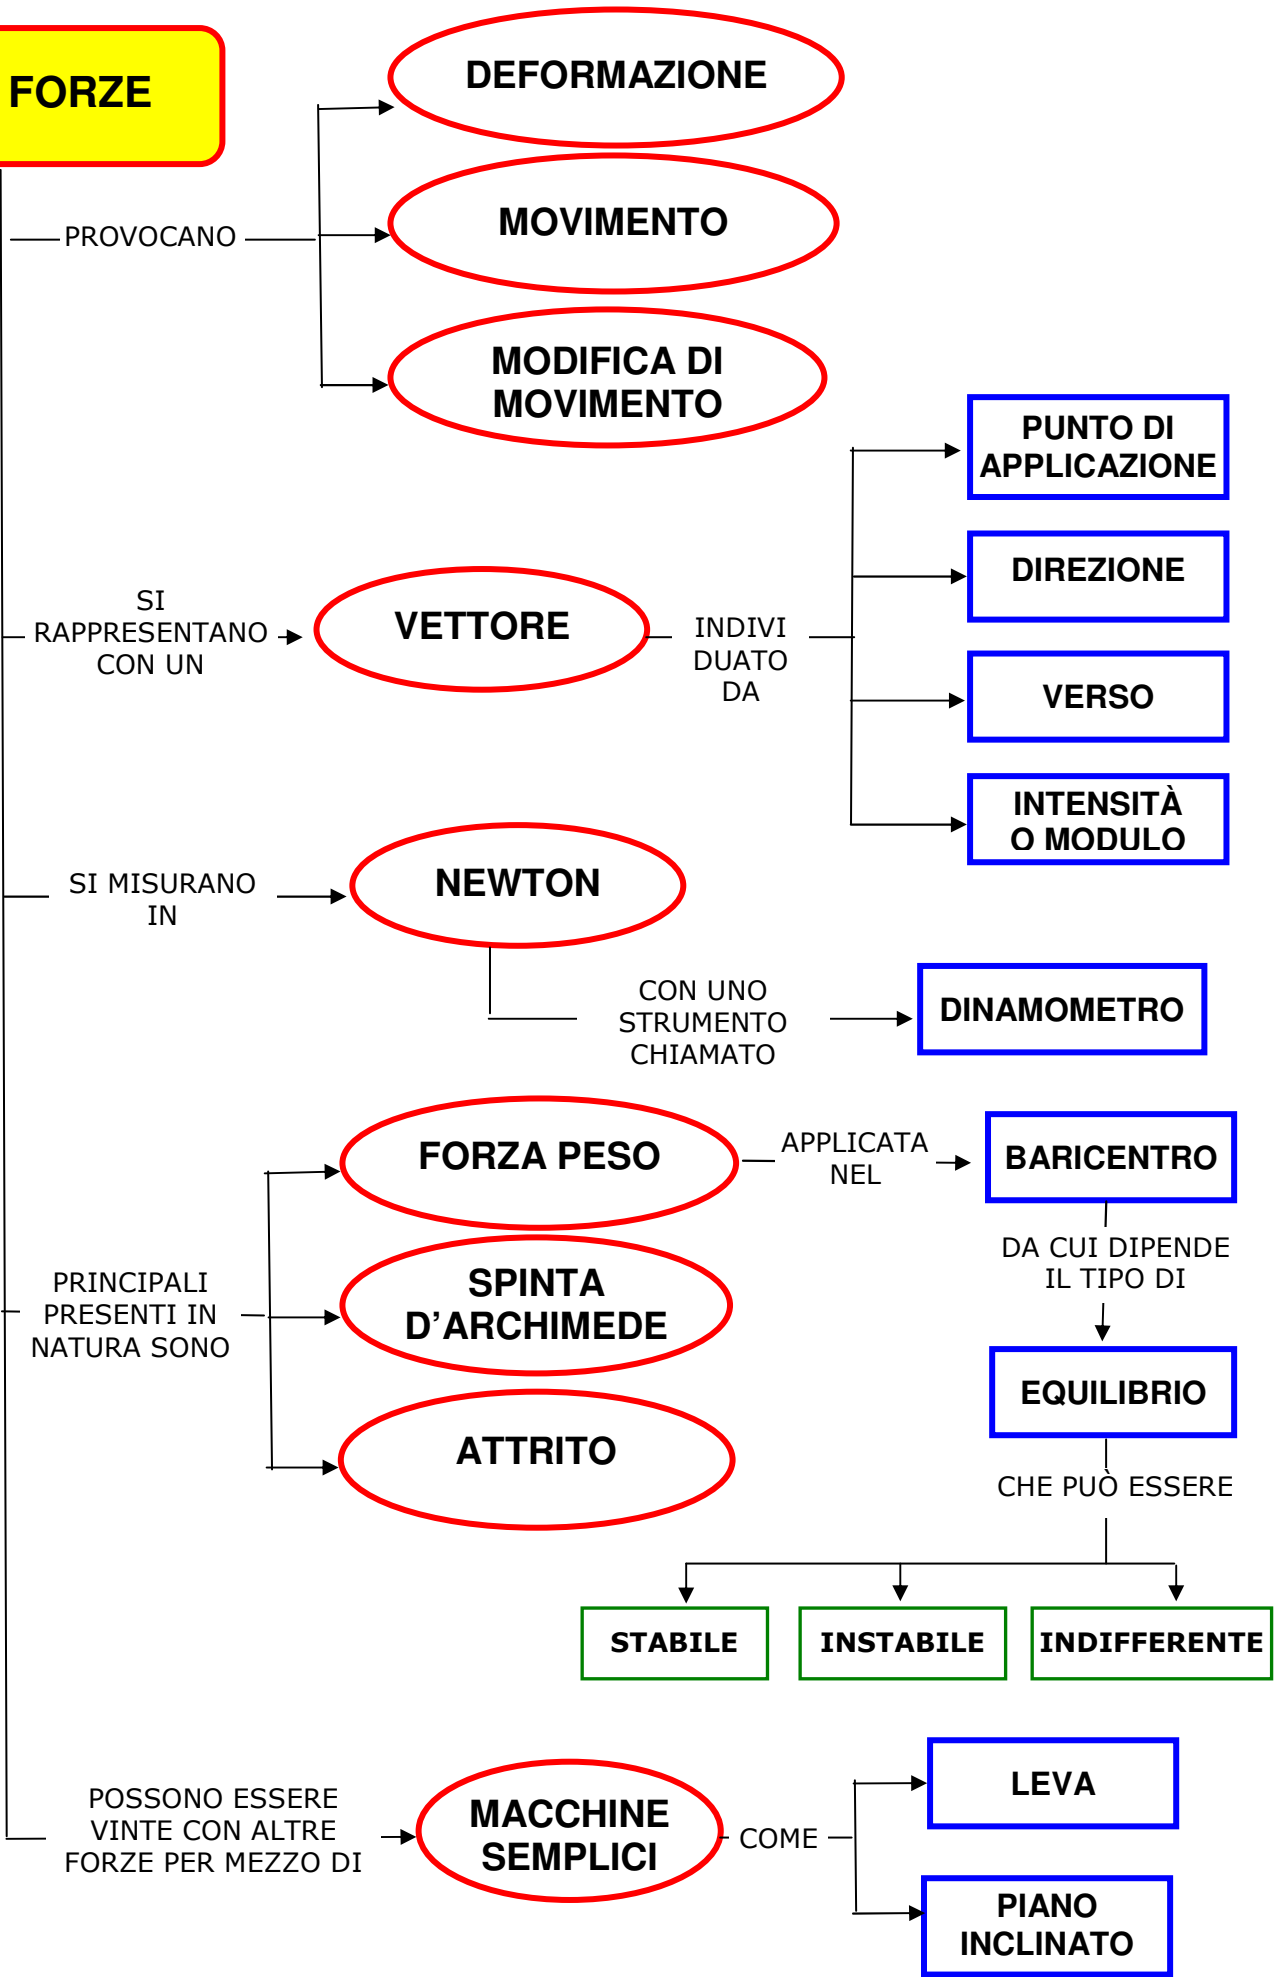 FORZE
DEFORMAZIONE
PROVOCANO
MOVIMENTO
MODIFICA DI
MOVIMENTO
SI
RAPPRESENTANO
CON UN
VETTORE
INDIVI
DUATO
DA
PUNTO DI
APPLICAZIONE
DIREZIONE
VERSO
INTENSITÀ
O MODULO
SI MISURANO
IN
NEWTON
CON UNO
STRUMENTO
CHIAMATO
DINAMOMETRO
PRINCIPALI
PRESENTI IN
NATURA SONO
FORZA PESO
APPLICATA
NEL
BARICENTRO
DA CUI DIPENDE
IL TIPO DI
EQUILIBRIO
CHE PUÒ ESSERE
STABILE
INSTABILE
INDIFFERENTE
SPINTA
D'ARCHIMEDE
ATTRITO
POSSONO ESSERE
VINTE CON ALTRE
FORZE PER MEZZO DI
MACCHINE
SEMPLICI
COME
LEVA
PIANO
INCLINATO